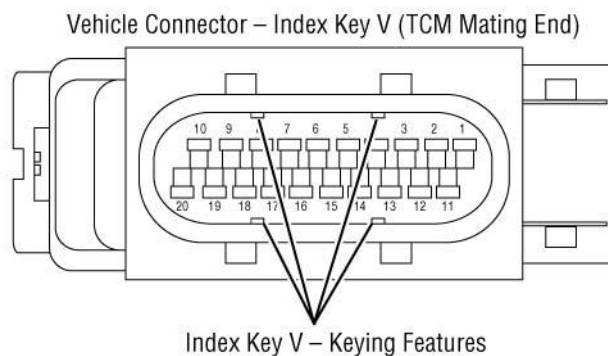 Vehicle Connector – Index Key V (TCM Mating End)
10 9 7 6 5 3 2 1
20 19 18 17 16 15 14 13 12 11
Index Key V – Keying Features